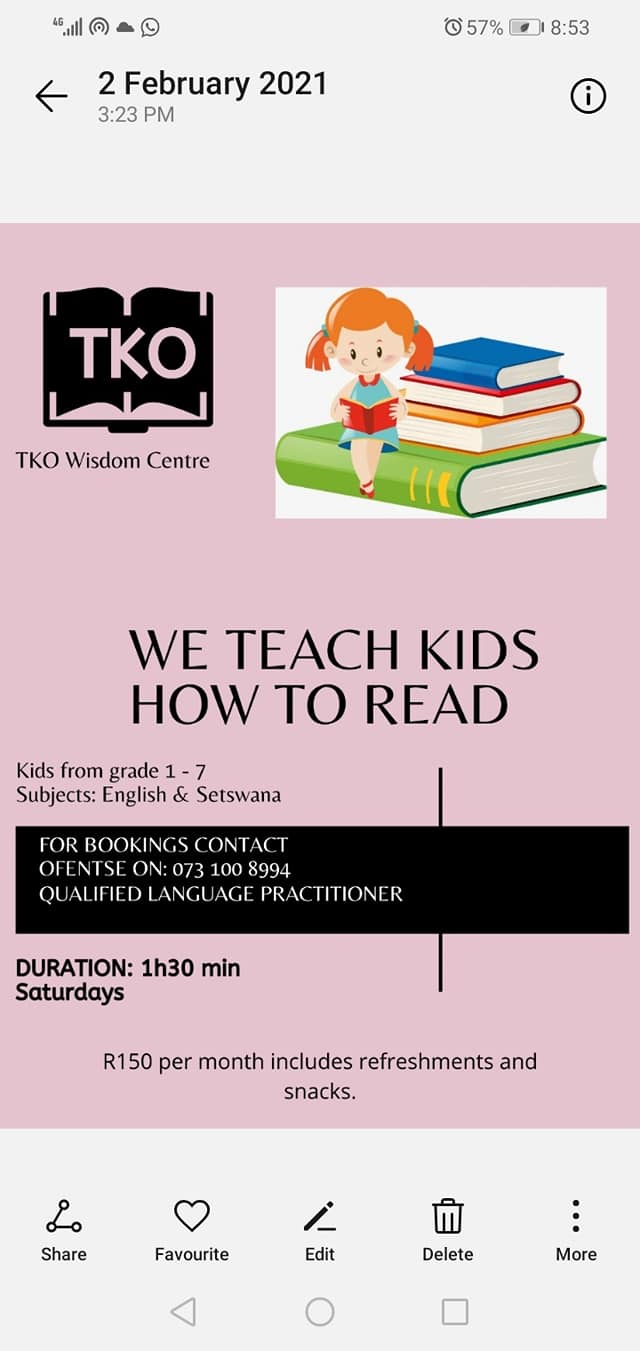 4G 57% 8:53
2 February 2021
3:23 PM
TKO
TKO Wisdom Centre
WE TEACH KIDS
HOW TO READ
Kids from grade 1 - 7
Subjects: English & Setswana
FOR BOOKINGS CONTACT
OFENTSE ON: 073 100 8994
QUALIFIED LANGUAGE PRACTITIONER
DURATION: 1h30 min
Saturdays
R150 per month includes refreshments and
snacks.
Share Favourite Edit Delete More